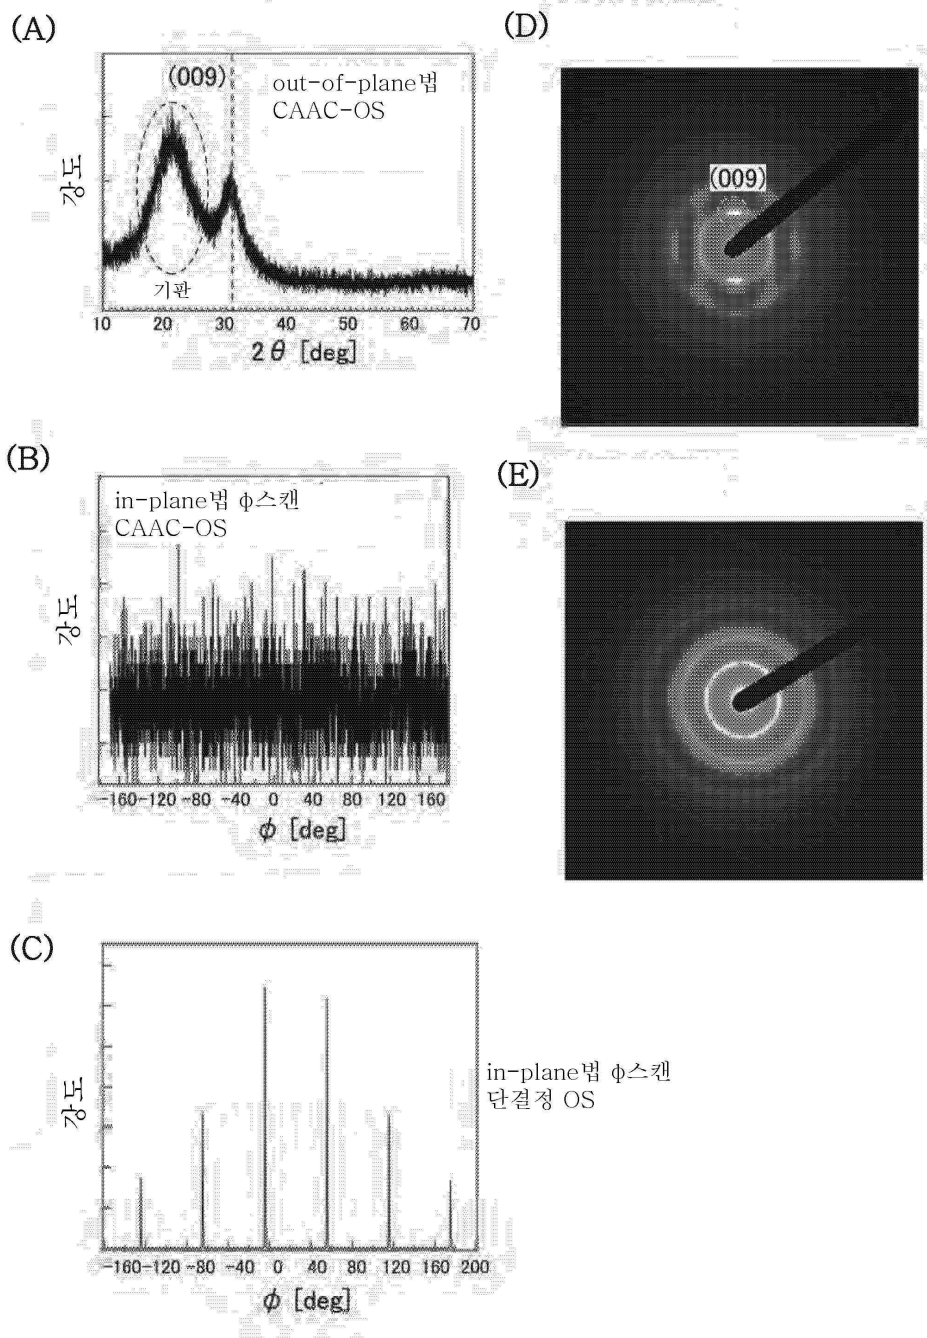 (A)
(009)
out-of-plane법
CAAC-OS
강도
기판
10 20 30 40 50 60 70
2θ [deg]
(B)
in-plane법 ϕ스캔
CAAC-OS
강도
-160 -120 -80 -40 0 40 80 120 160
ϕ [deg]
(C)
강도
in-plane법 ϕ스캔
단결정 OS
-160 -120 -80 -40 0 40 80 120 160 200
ϕ [deg]
(D)
(009)
(E)